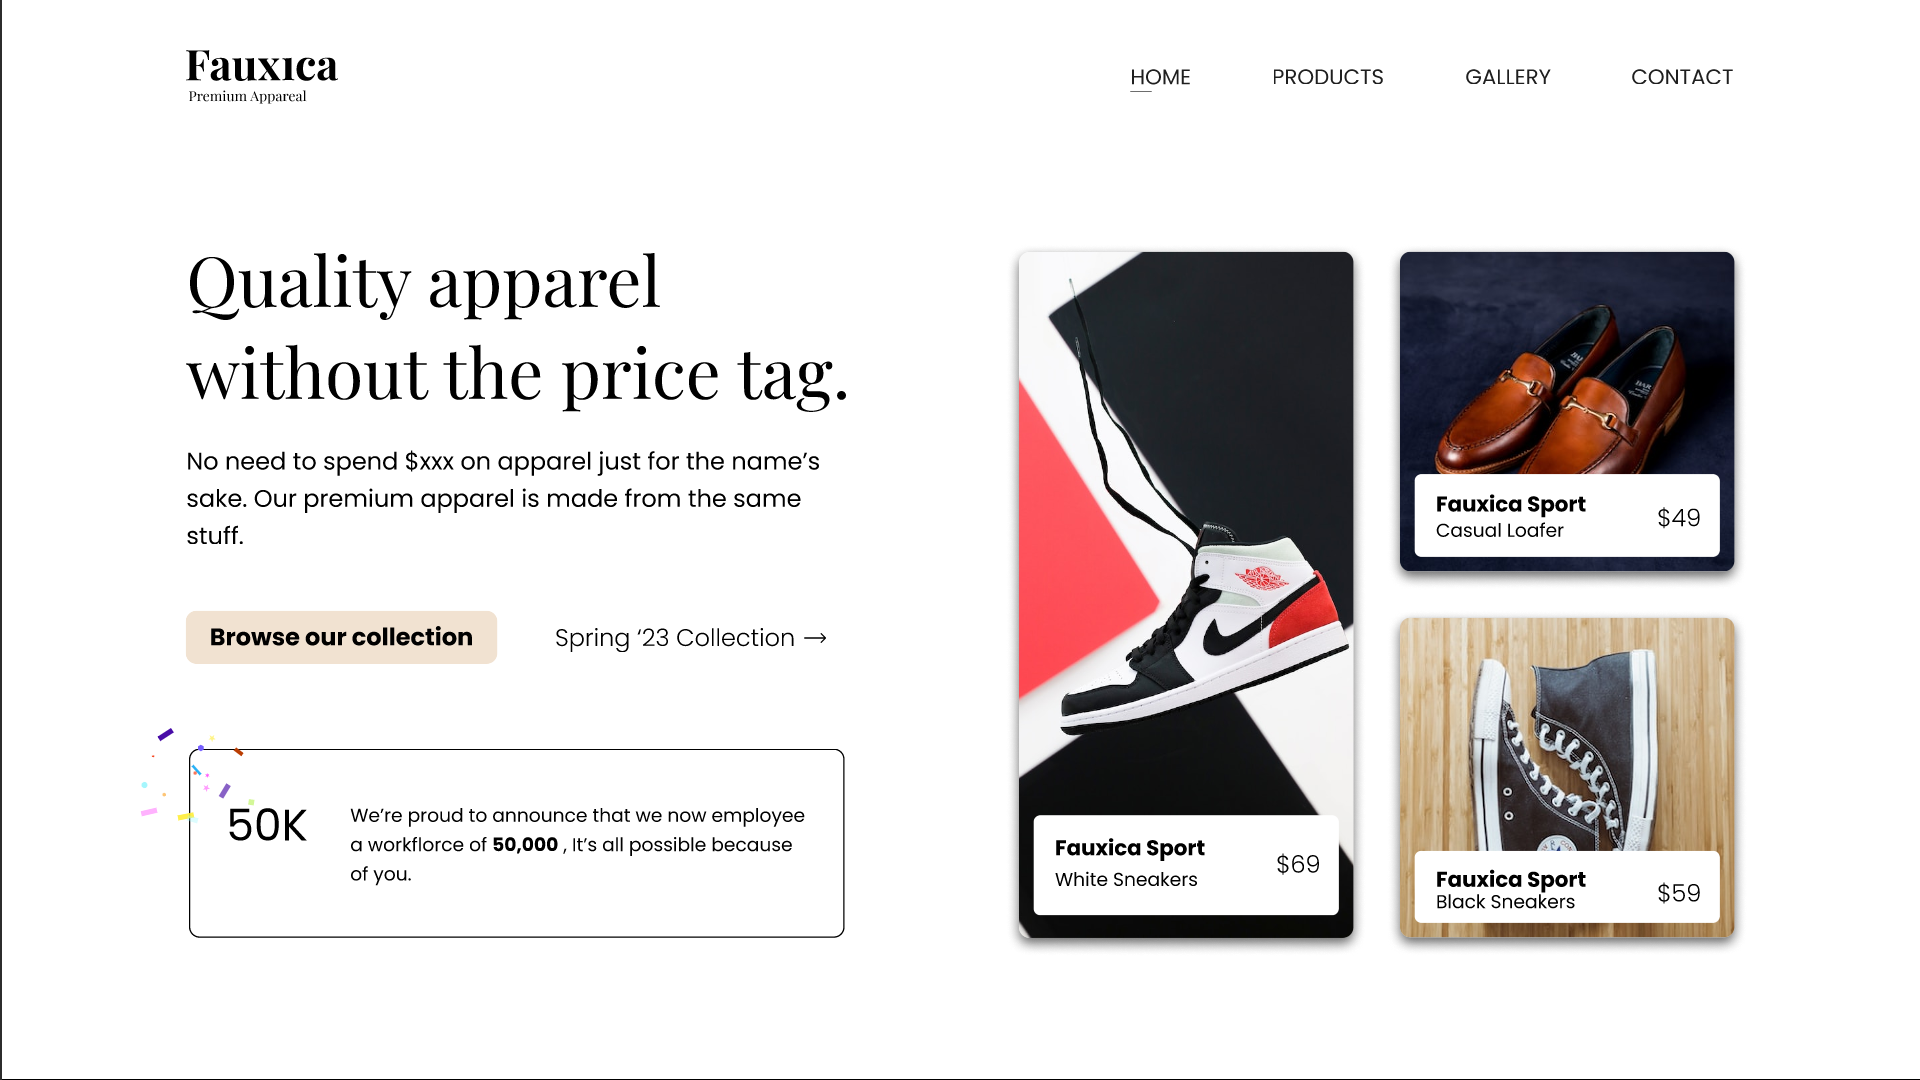 Fauxıca
Premium Appareal
HOME PRODUCTS GALLERY CONTACT
Quality apparel
without the price tag.
No need to spend $xxx on apparel just for the name’s
sake. Our premium apparel is made from the same
stuff.
Browse our collection
Spring ‘23 Collection →
50K
We’re proud to announce that we now employee
a workflorce of 50,000 , It’s all possible because
of you.
Fauxica Sport
White Sneakers
$69
Fauxica Sport
Casual Loafer
$49
Fauxica Sport
Black Sneakers
$59